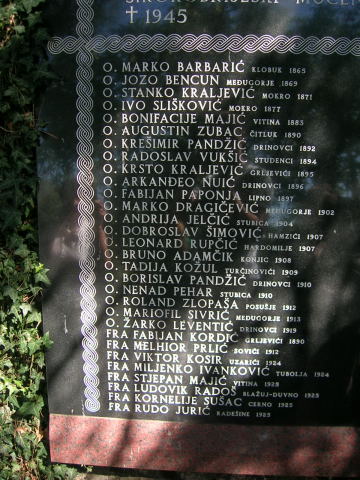 ŠIROKOBRIJEŠKI
† 1945
O. MARKO BARBARIĆ KLOBUK 1865
O. JOZO BENCUN MEĐUGORJE 1869
O. STANKO KRALJEVIĆ MOKRO 1871
O. IVO SLIŠKOVIĆ MOKRO 1877
O. BONIFACIJE MAJIĆ VITINA 1883
O. AUGUSTIN ZUBAC ČITLUK 1890
O. KREŠIMIR PANDŽIĆ DRINOVCI 1892
O. RADOSLAV VUKŠIĆ STUDENCI 1894
O. KRSTO KRALJEVIĆ GRLJEVIĆI 1895
O. ARKANĐEO NUIĆ DRINOVCI 1896
O. FABIJAN PAPONJA LIPNO 1897
O. MARKO DRAGIĆEVIĆ MEĐUGORJE 1902
O. ANDRIJA JELČIĆ STUBICA 1904
O. DOBROSLAV ŠIMOVIĆ HAMZIĆI 1907
O. LEONARD RUPČIĆ HARDOMILJE 1907
O. BRUNO ADAMČIK KONJIC 1908
O. TADIJA KOŽUL TURČINOVIĆI 1909
O. BORISLAV PANDŽIĆ DRINOVCI 1910
O. NENAD PEHAR STUBICA 1910
O. ROLAND ZLOPAŠA POSUŠJE 1912
O. MARIOFIL SIVRIĆ MEĐUGORJE 1913
O. ŽARKO LEVENTIĆ DRINOVCI 1919
FRA FABIJAN KORDIĆ GRLJEVIĆI 1890
FRA MELHIOR PRLIĆ SOVIĆI 1912
FRA VIKTOR KOSIR UZARIĆI 1924
FRA MILJENKO IVANKOVIĆ TUBOLJA 1924
FRA STJEPAN MAJIĆ VITINA 1925
FRA LUDOVIK RADOŠ BLAŽUJ-DUVNO 1925
FRA KORNELIJE SUŠAC CERNO 1925
FRA RUDO JURIĆ RADEŠINE 1925